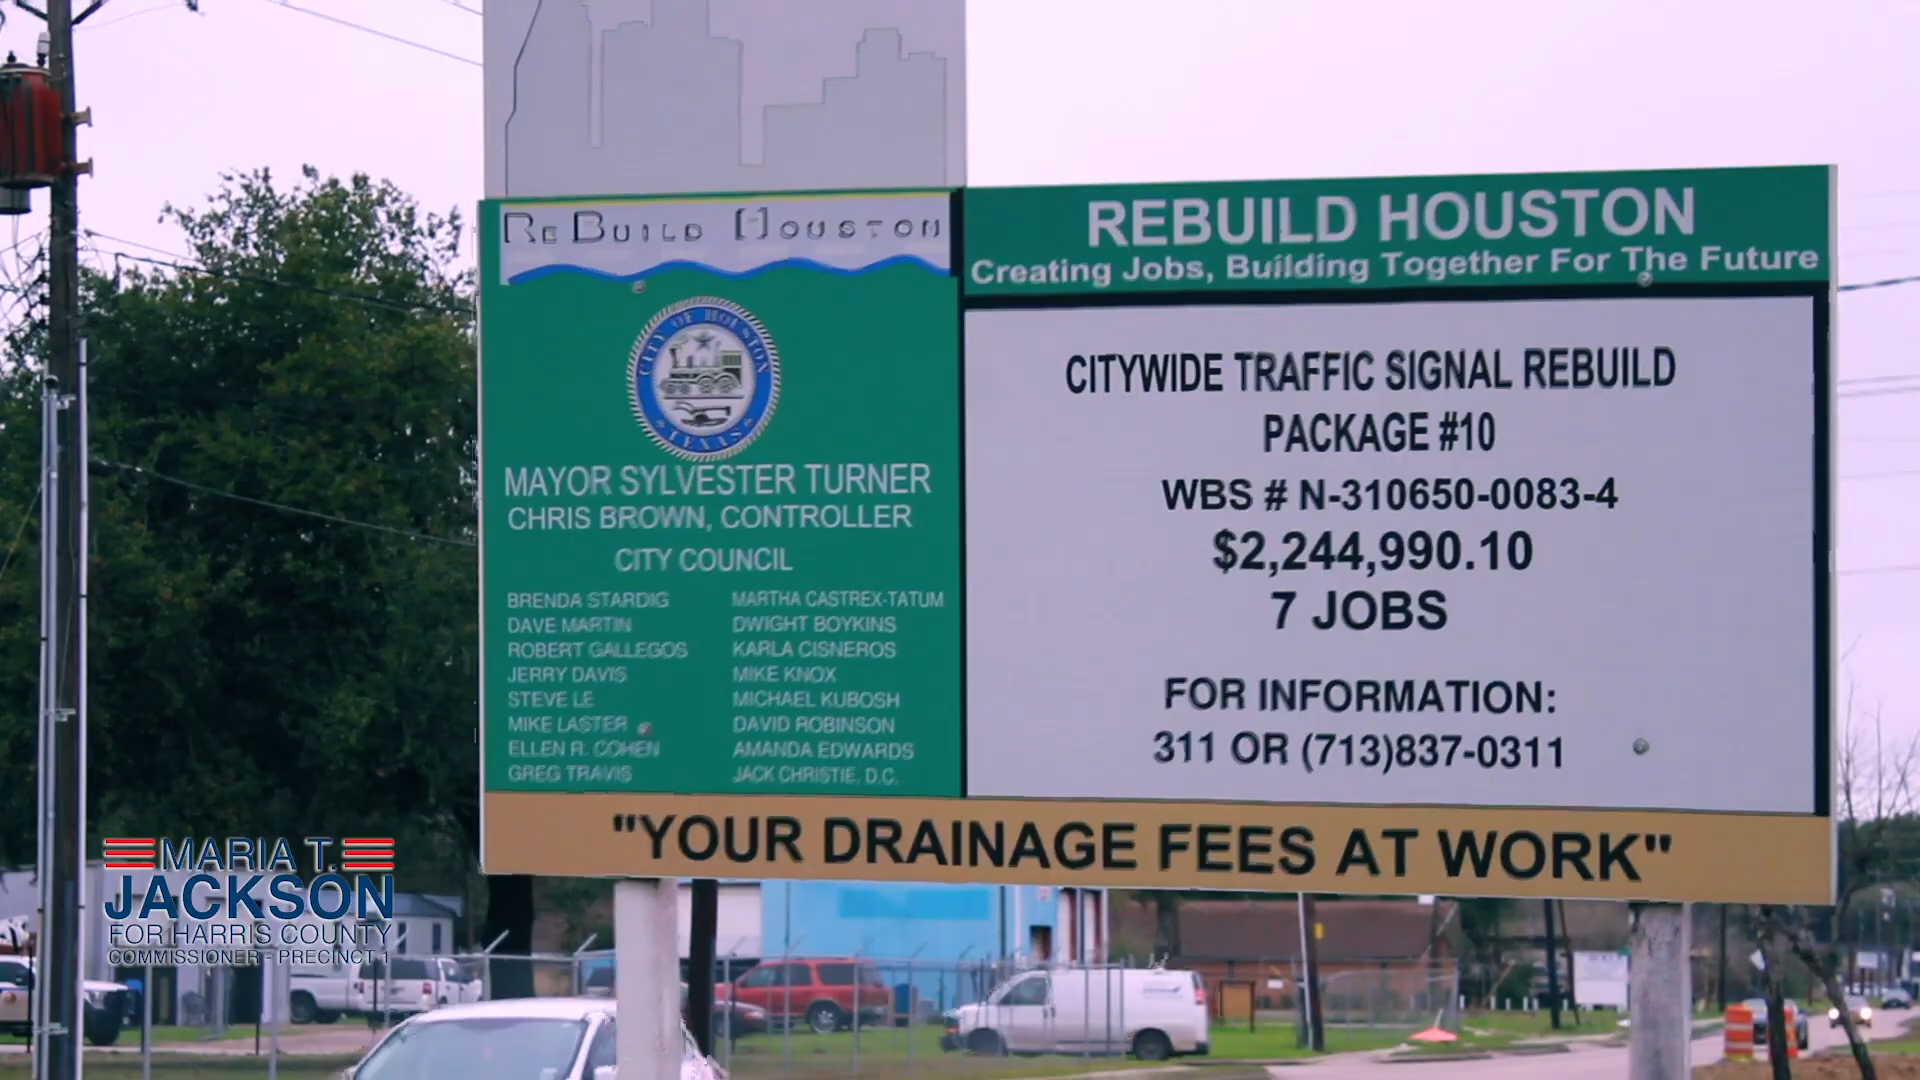 ReBuild Houston
CITY OF HOUSTON
TEXAS
MAYOR SYLVESTER TURNER
CHRIS BROWN, CONTROLLER
CITY COUNCIL
BRENDA STARDIG MARTHA CASTREX-TATUM
DAVE MARTIN DWIGHT BOYKINS
ROBERT GALLEGOS KARLA CISNEROS
JERRY DAVIS MIKE KNOX
STEVE LE MICHAEL KUBOSH
MIKE LASTER DAVID ROBINSON
ELLEN R. COHEN AMANDA EDWARDS
GREG TRAVIS JACK CHRISTIE, D.C.
REBUILD HOUSTON
Creating Jobs, Building Together For The Future
CITYWIDE TRAFFIC SIGNAL REBUILD
PACKAGE #10
WBS # N-310650-0083-4
$2,244,990.10
7 JOBS
FOR INFORMATION:
311 OR (713)837-0311
"YOUR DRAINAGE FEES AT WORK"
MARIA T.
JACKSON
FOR HARRIS COUNTY
COMMISSIONER - PRECINCT 1